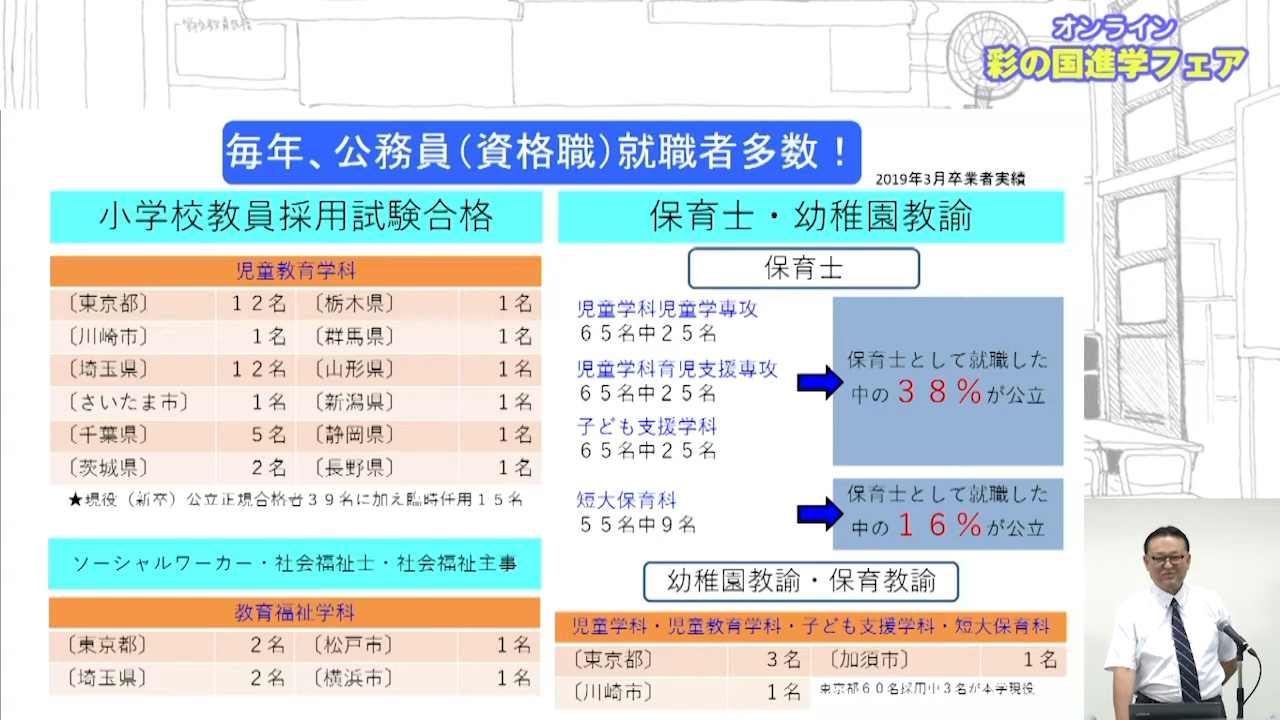 オンライン
彩の国進学フェア
毎年、公務員（資格職）就職者多数！
2019年3月卒業者実績
小学校教員採用試験合格
児童教育学科
〔東京都〕 １２名 〔栃木県〕 １名
〔川崎市〕 １名 〔群馬県〕 １名
〔埼玉県〕 １２名 〔山形県〕 １名
〔さいたま市〕 １名 〔新潟県〕 １名
〔千葉県〕 ５名 〔静岡県〕 １名
〔茨城県〕 ２名 〔長野県〕 １名
★現役（新卒）公立正規合格者３９名に加え臨時任用１５名
ソーシャルワーカー・社会福祉士・社会福祉主事
教育福祉学科
〔東京都〕 ２名 〔松戸市〕 １名
〔埼玉県〕 ２名 〔横浜市〕 １名
保育士・幼稚園教諭
保育士
児童学科児童学専攻
６５名中２５名
児童学科育児支援専攻
６５名中２５名
子ども支援学科
６５名中２５名
保育士として就職した
中の３８％が公立
短大保育科
５５名中９名
保育士として就職した
中の１６％が公立
幼稚園教諭・保育教諭
児童学科・児童教育学科・子ども支援学科・短大保育科
〔東京都〕 ３名 〔加須市〕 １名
〔川崎市〕 １名 東京都６０名採用中３名が本学現役